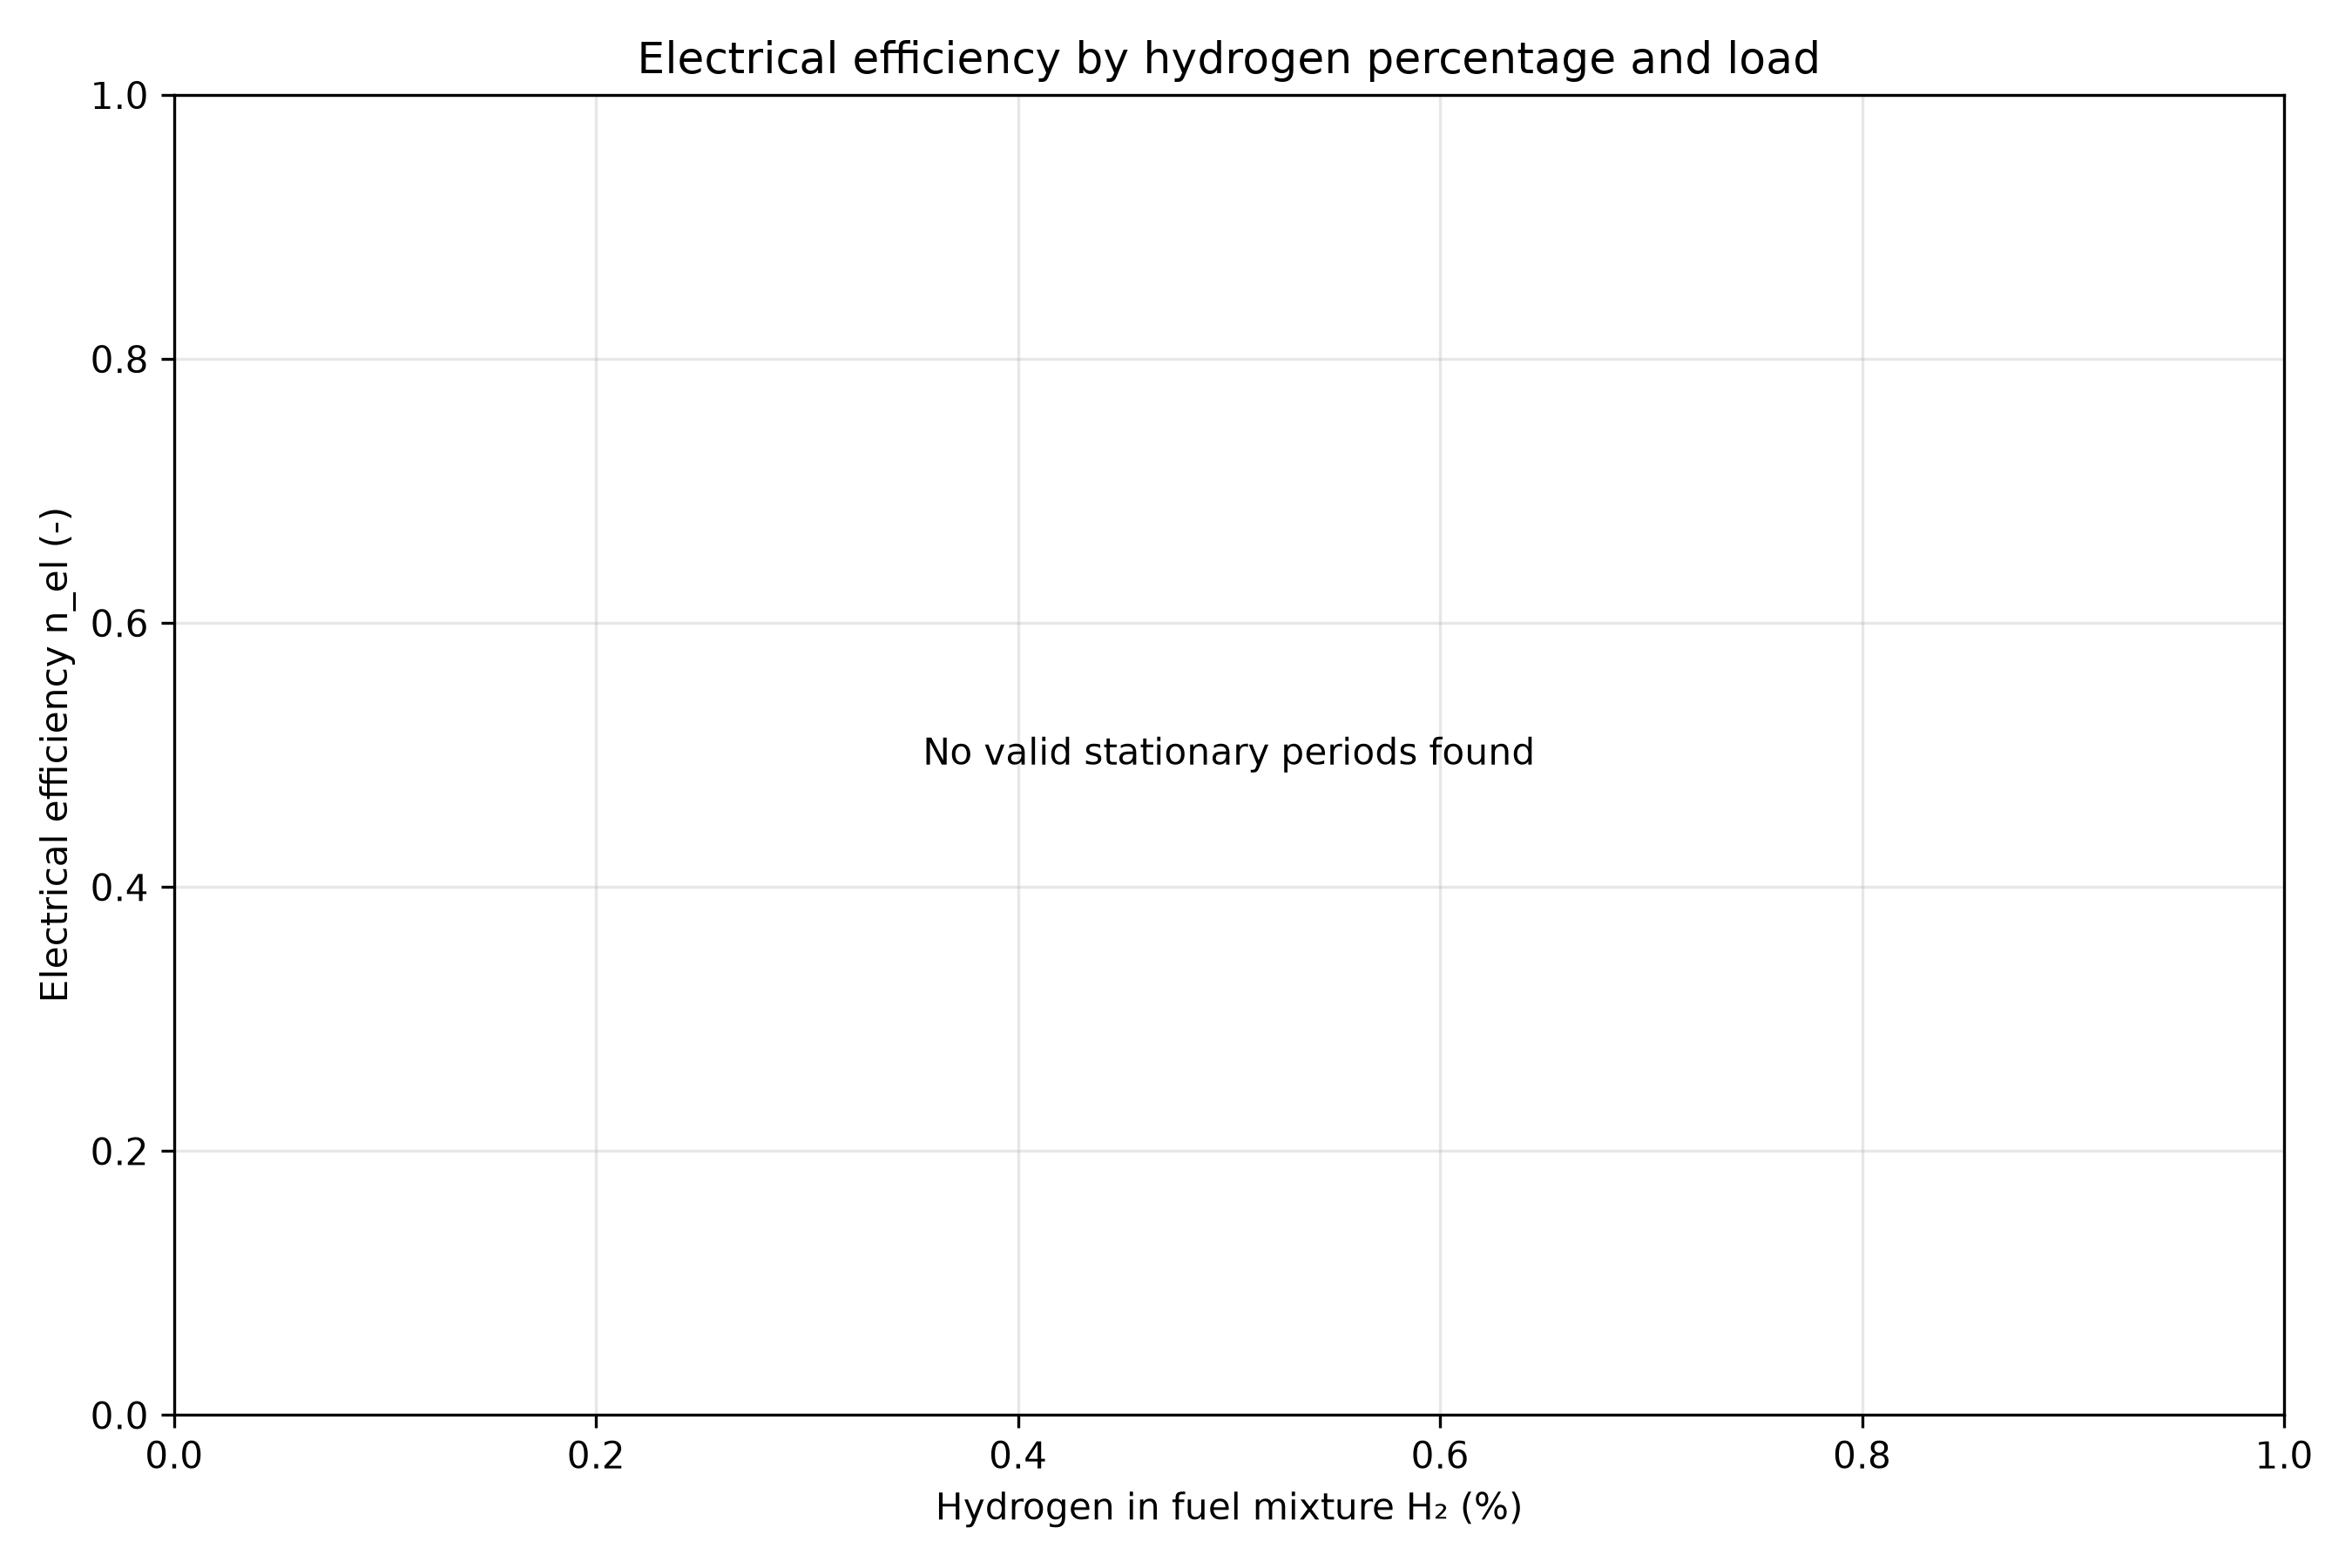 Electrical efficiency by hydrogen percentage and load
1.0
0.8
0.6
0.4
0.2
0.0
Electrical efficiency n_el (-)
No valid stationary periods found
0.0 0.2 0.4 0.6 0.8 1.0
Hydrogen in fuel mixture H₂ (%)